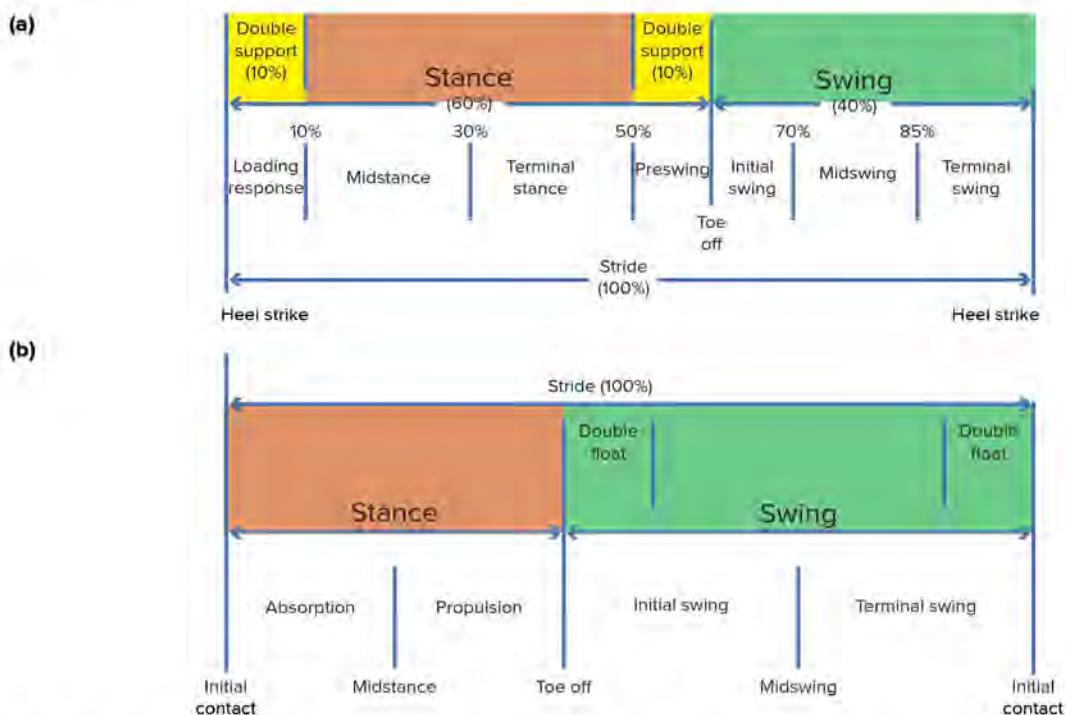 (a)
Double
support
(10%)
Stance
(60%)
Double
support
(10%)
Swing
(40%)
10%
30%
50%
70%
85%
Loading
response
Midstance
Terminal
stance
Preswing
Initial
swing
Midswing
Terminal
swing
Toe
off
Stride
(100%)
Heel strike
Heel strike
(b)
Stride (100%)
Double
float
Double
float
Stance
Swing
Absorption
Propulsion
Initial swing
Terminal swing
Initial
contact
Midstance
Toe off
Midswing
Initial
contact